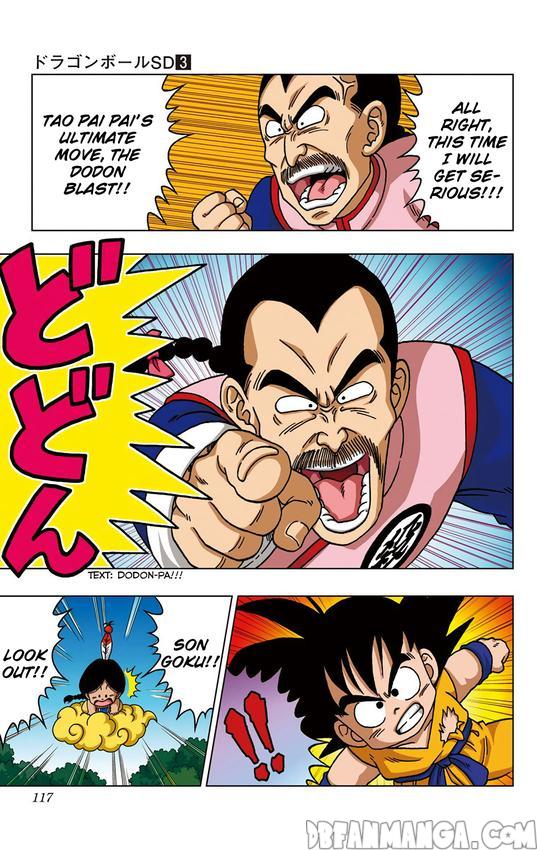 ドラゴンボールSD3
ALL
RIGHT,
THIS TIME
I WILL
GET SE-
RIOUS!!!
TAO PAI PAI'S
ULTIMATE
MOVE, THE
DODON
BLAST!!
どどん
TEXT: DODON-PA!!!
SON
GOKU!!
LOOK
OUT!!
!!
117
DBFANMANGA.COM